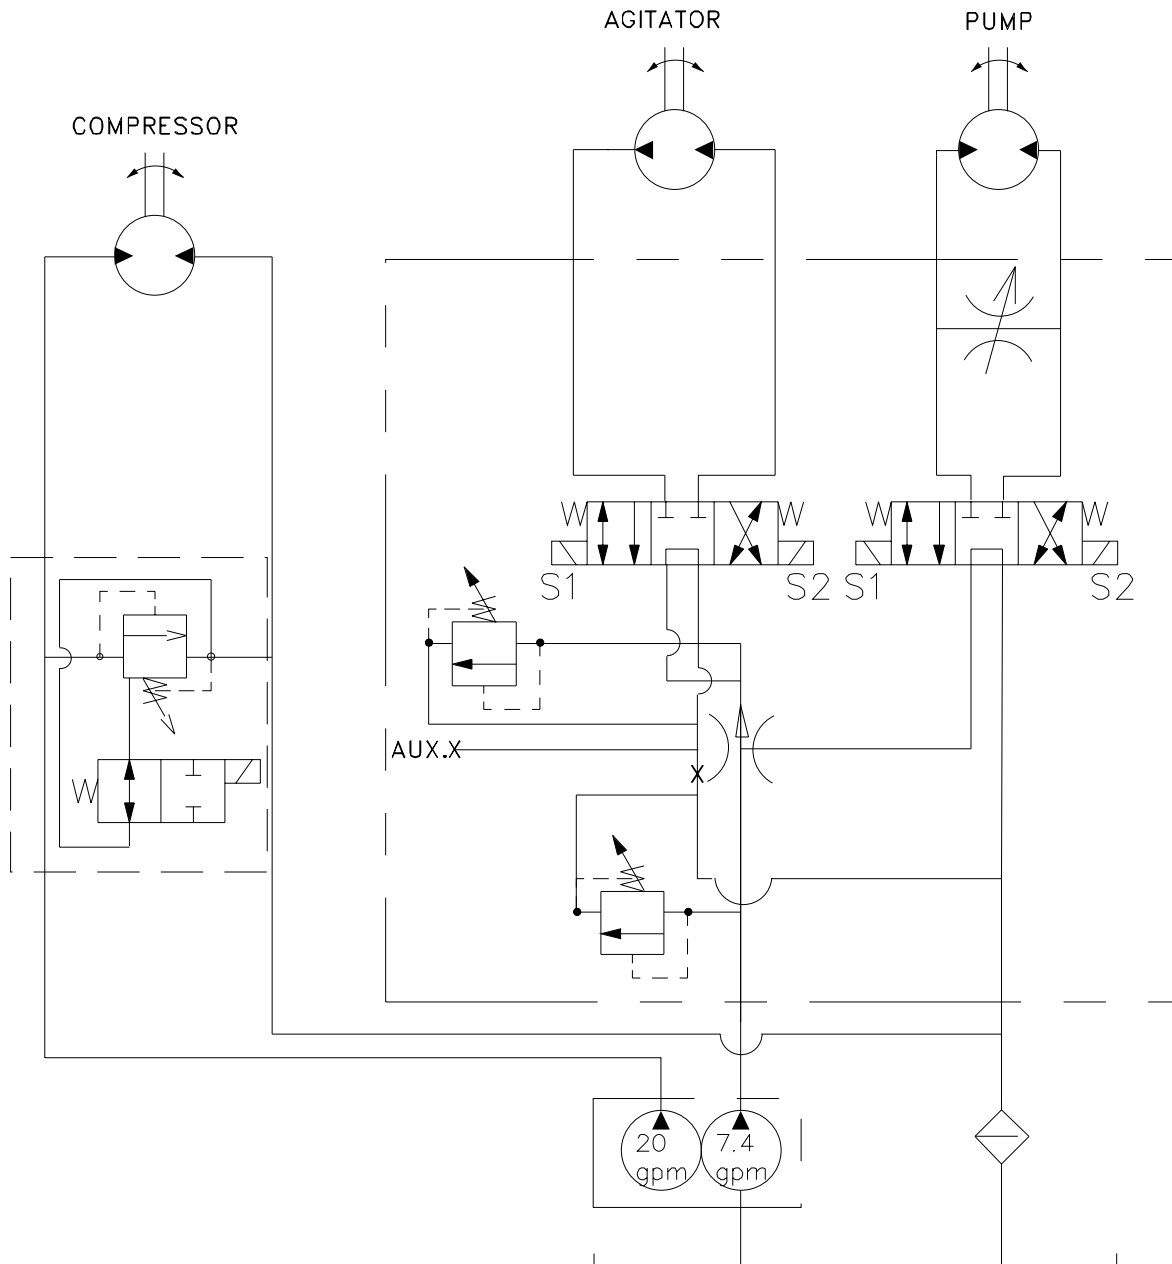 AGITATOR
PUMP
COMPRESSOR
S1
S2
S1
S2
AUX.X
X
20
gpm
7.4
gpm